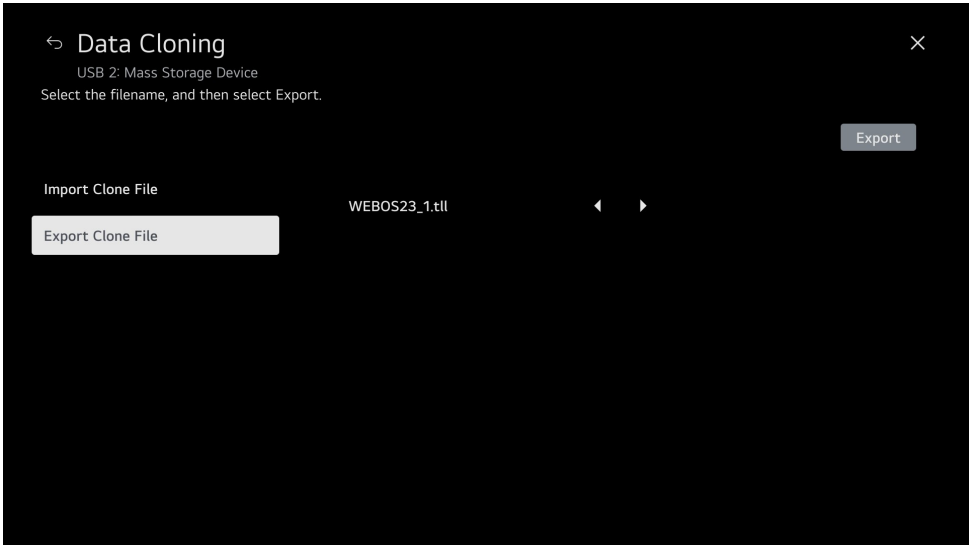 Data Cloning
USB 2: Mass Storage Device
Select the filename, and then select Export.
Export
Import Clone File
WEBOS23_1.tll
Export Clone File